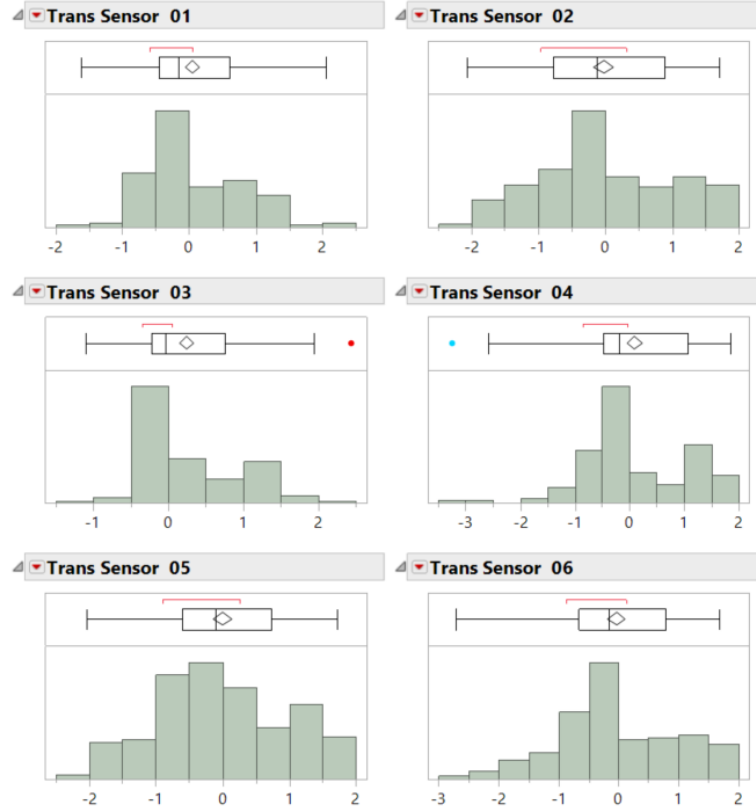 Trans Sensor 01
Trans Sensor 02
-2 -1 0 1 2
-2 -1 0 1 2
Trans Sensor 03
Trans Sensor 04
-1 0 1 2
-3 -2 -1 0 1 2
Trans Sensor 05
Trans Sensor 06
-2 -1 0 1 2
-3 -2 -1 0 1 2